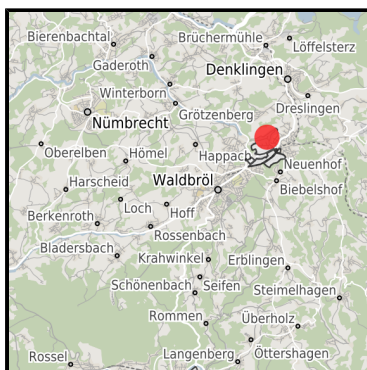 Bierenbachtal
Brüchermühle
Löffelsterz
Gaderoth
Denklingen
Winterborn
Dreslingen
Grötzenberg
Nümbrecht
Oberelben
Hömel
Happach
Neuenhof
Harscheid
Waldbröl
Biebelshof
Loch
Hoff
Berkenroth
Rossenbach
Bladersbach
Krahwinkel
Erblingen
Schönenbach
Seifen
Steimelhagen
Rommen
Überholz
Rossel
Langenberg
Öttershagen